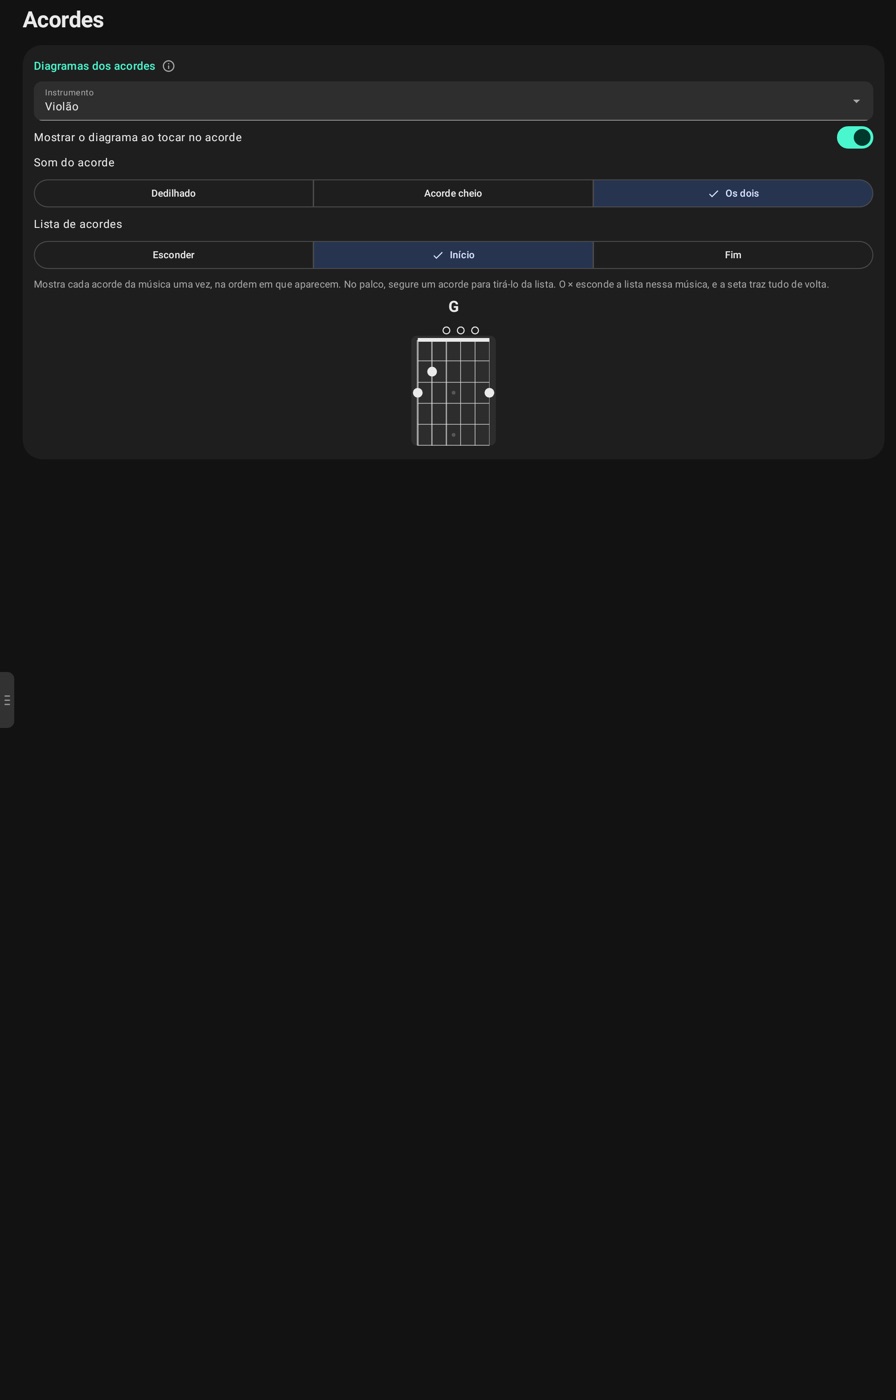 Acordes
Diagramas dos acordes
Instrumento
Violão
Mostrar o diagrama ao tocar no acorde
Som do acorde
Dedilhado
Acorde cheio
Os dois
Lista de acordes
Esconder
Início
Fim
Mostra cada acorde da música uma vez, na ordem em que aparecem. No palco, segure um acorde para tirá-lo da lista. O × esconde a lista nessa música, e a seta traz tudo de volta.
G